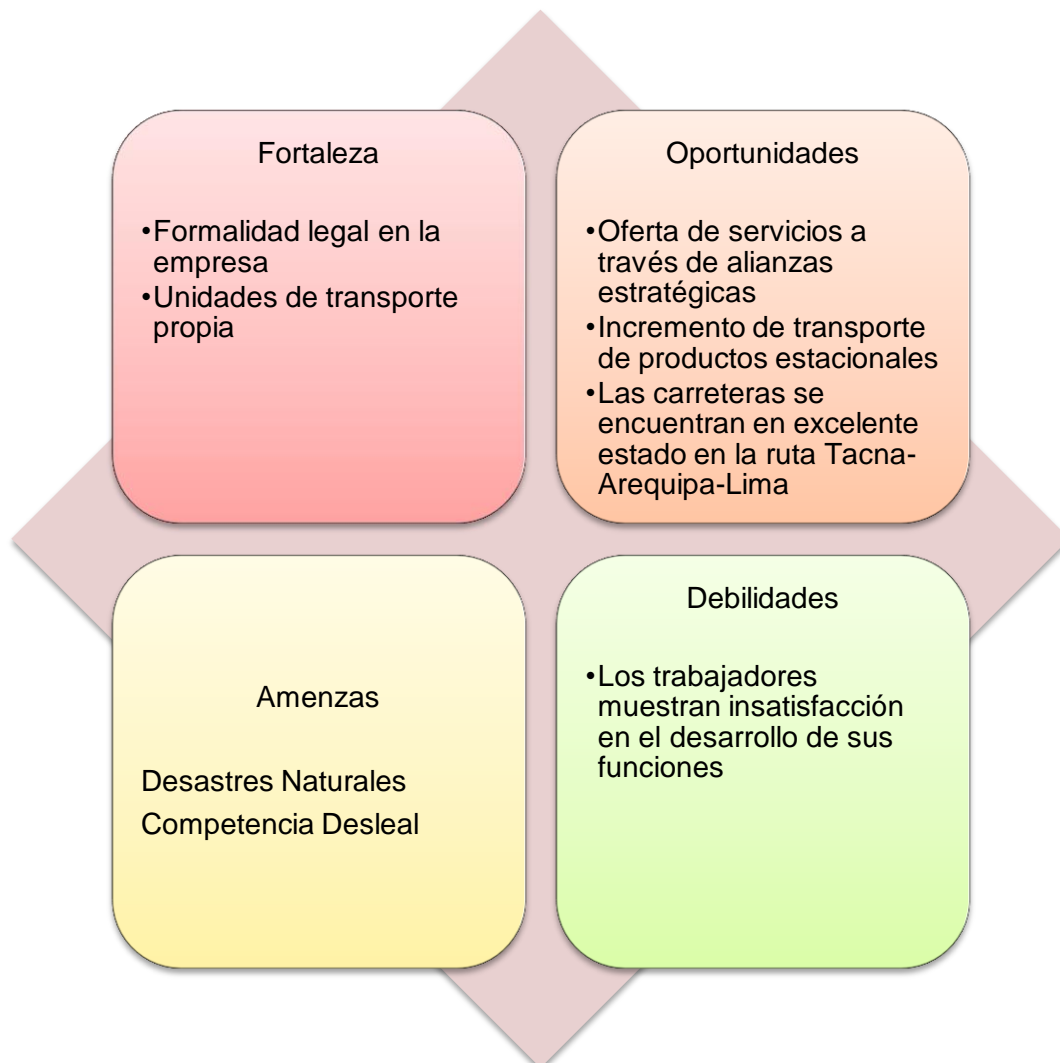 Fortaleza
•Formalidad legal en la
empresa
•Unidades de transporte
propia
Oportunidades
•Oferta de servicios a
través de alianzas
estratégicas
•Incremento de transporte
de productos estacionales
•Las carreteras se
encuentran en excelente
estado en la ruta Tacna-
Arequipa-Lima
Amenzas
Desastres Naturales
Competencia Desleal
Debilidades
•Los trabajadores
muestran insatisfacción
en el desarrollo de sus
funciones